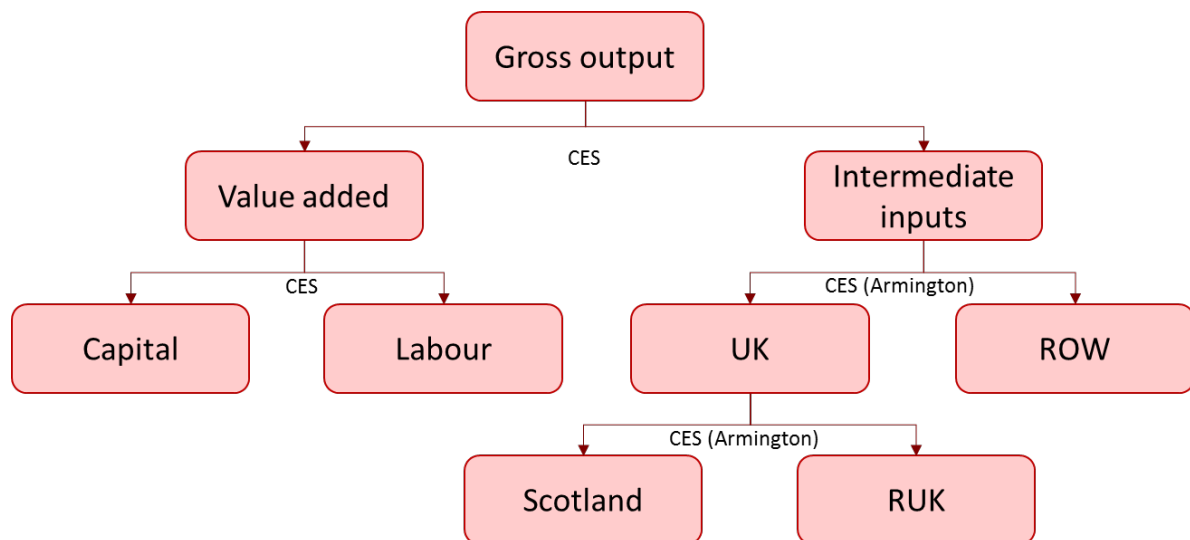 Gross output
CES
Value added
Intermediate
inputs
CES
CES (Armington)
Capital
Labour
UK
ROW
CES (Armington)
Scotland
RUK